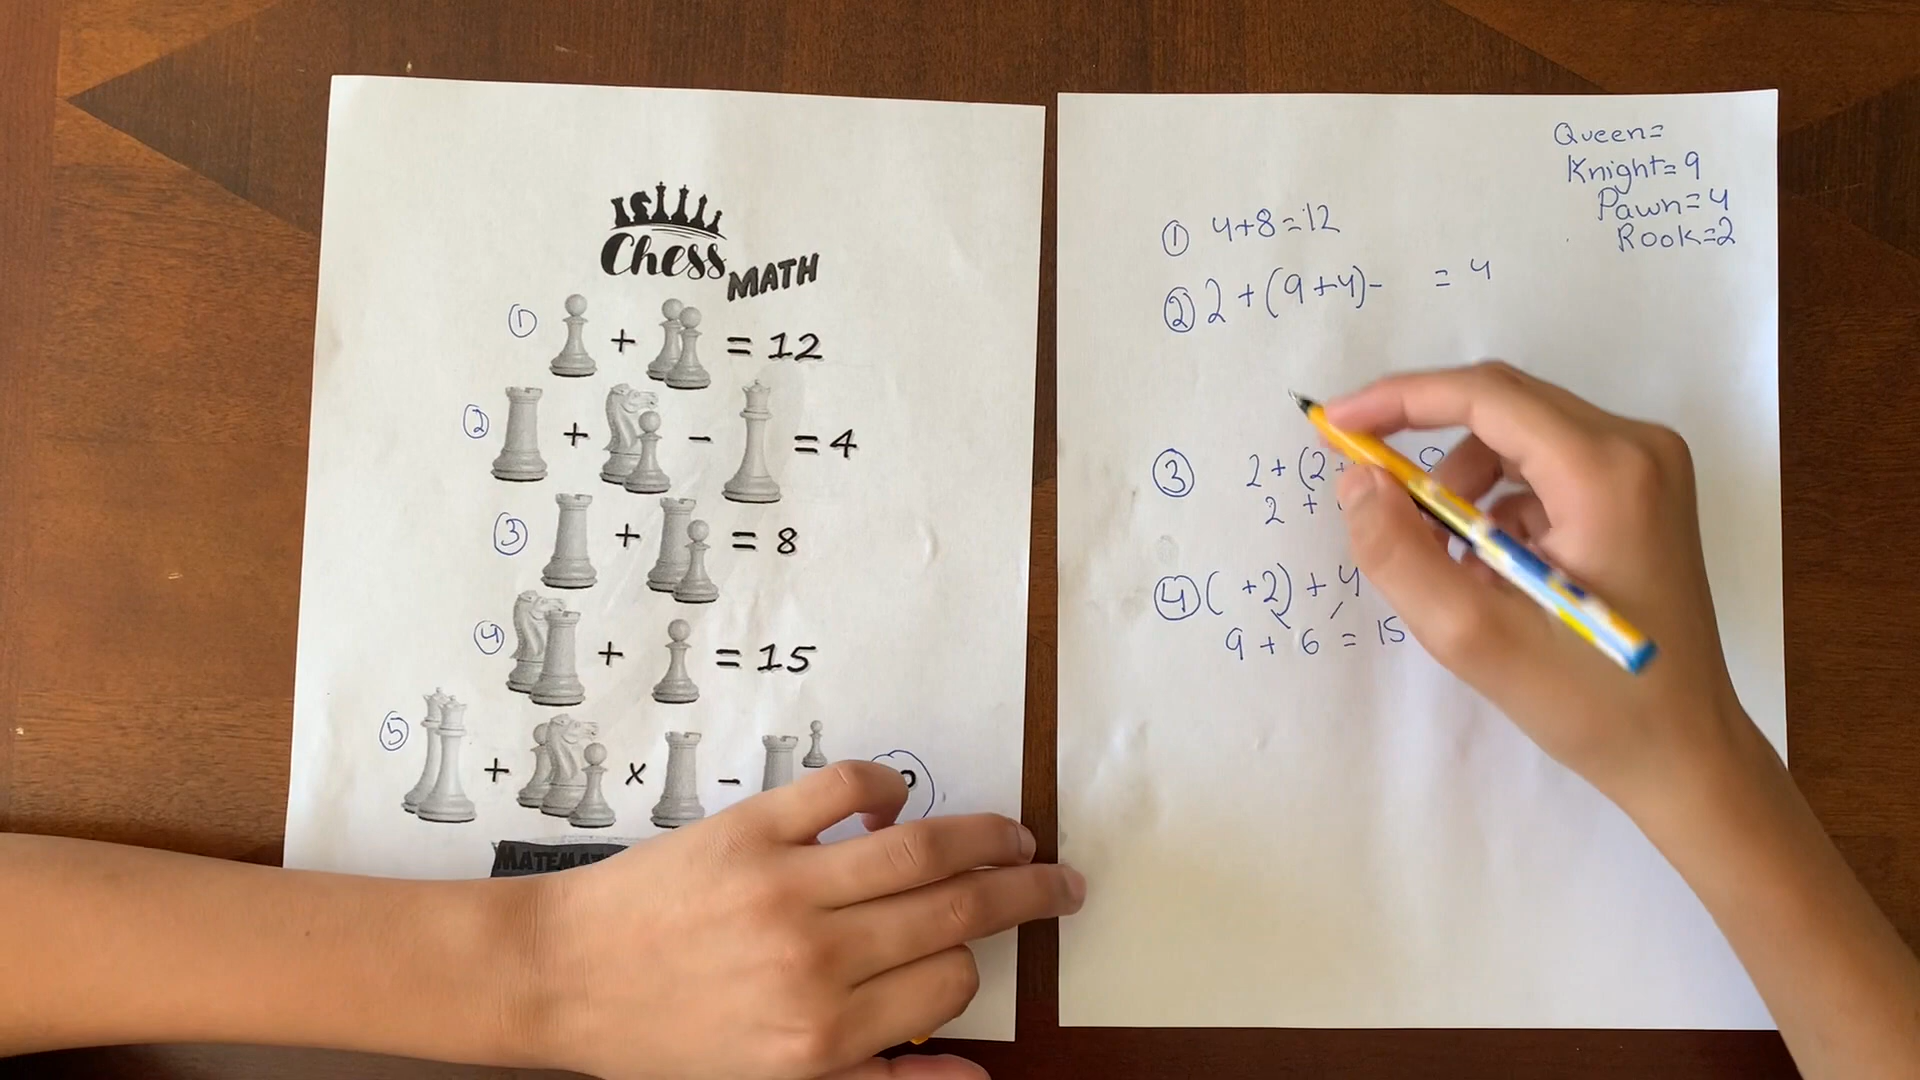 Chess MATH
① + = 12
② + - = 4
③ + = 8
④ + = 15
⑤ + x -
Queen=
Knight=9
Pawn=4
Rook=2
① 4+8=12
② 2+(9+4)- = 4
③ 2+(2+
2 +
④ ( +2) + 4
9 + 6 = 15